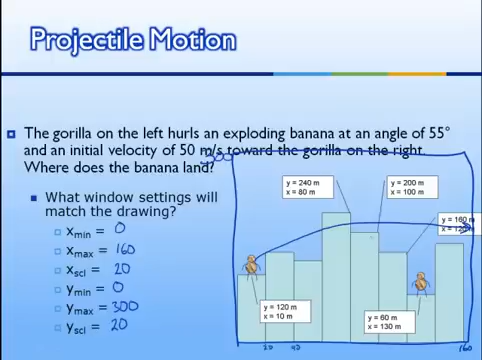 Projectile Motion
The gorilla on the left hurls an exploding banana at an angle of 55°
and an initial velocity of 50 m/s toward the gorilla on the right.
Where does the banana land?
300
What window settings will
match the drawing?
xmin = 0
xmax = 160
xscl = 20
ymin = 0
ymax = 300
yscl = 20
y = 240 m
x = 80 m
y = 200 m
x = 100 m
y = 160 m
x = 120 m
y = 120 m
x = 10 m
y = 60 m
x = 130 m
20 40 160